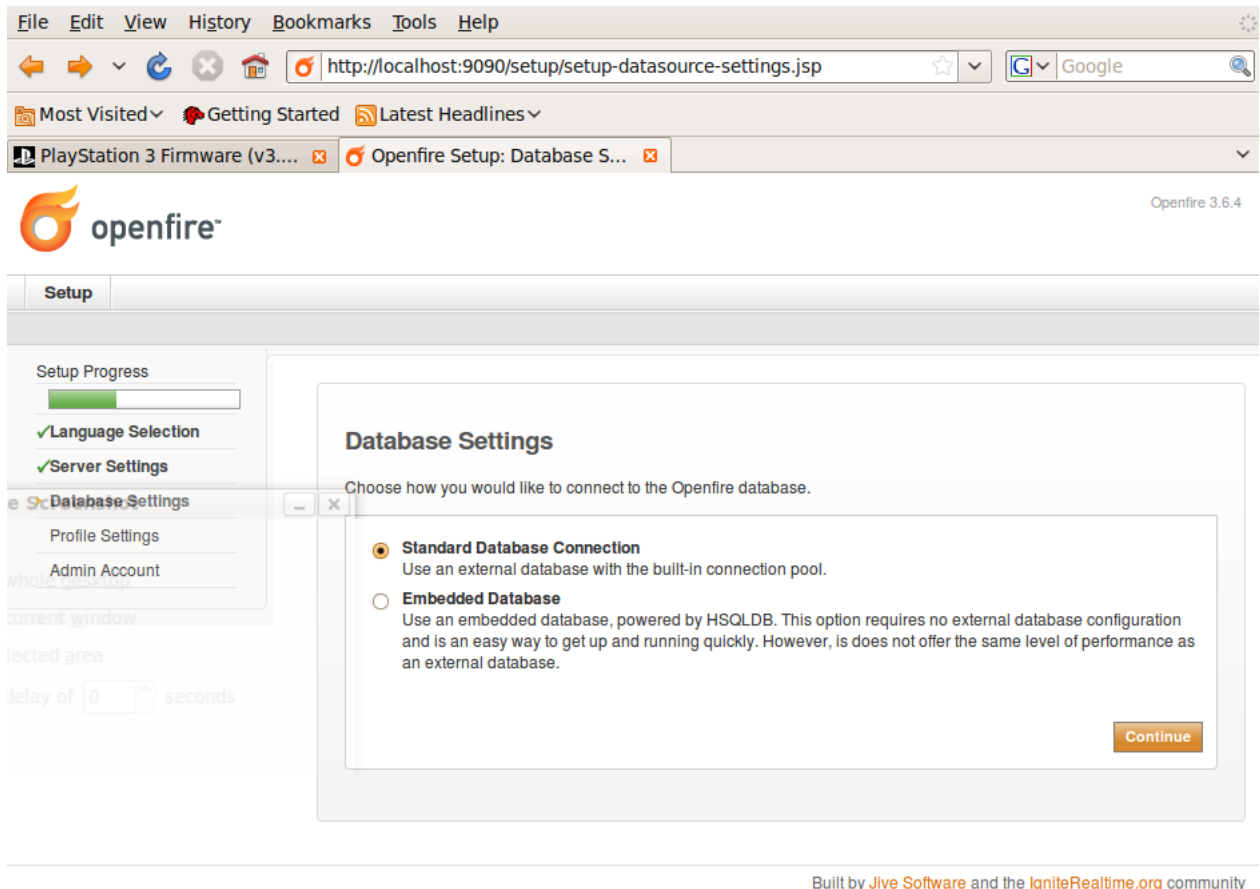 File Edit View History Bookmarks Tools Help
http://localhost:9090/setup/setup-datasource-settings.jsp
G Google
Most Visited Getting Started Latest Headlines
PlayStation 3 Firmware (v3.... Openfire Setup: Database S...
openfire™
Openfire 3.6.4
Setup
Setup Progress
✓Language Selection
✓Server Settings
Database Settings
Profile Settings
Admin Account
e Screenshot
whole desktop
current window
lected area
delay of 0 seconds
Database Settings
Choose how you would like to connect to the Openfire database.
Standard Database Connection
Use an external database with the built-in connection pool.
Embedded Database
Use an embedded database, powered by HSQLDB. This option requires no external database configuration
and is an easy way to get up and running quickly. However, is does not offer the same level of performance as
an external database.
Continue
Built by Jive Software and the IgniteRealtime.org community